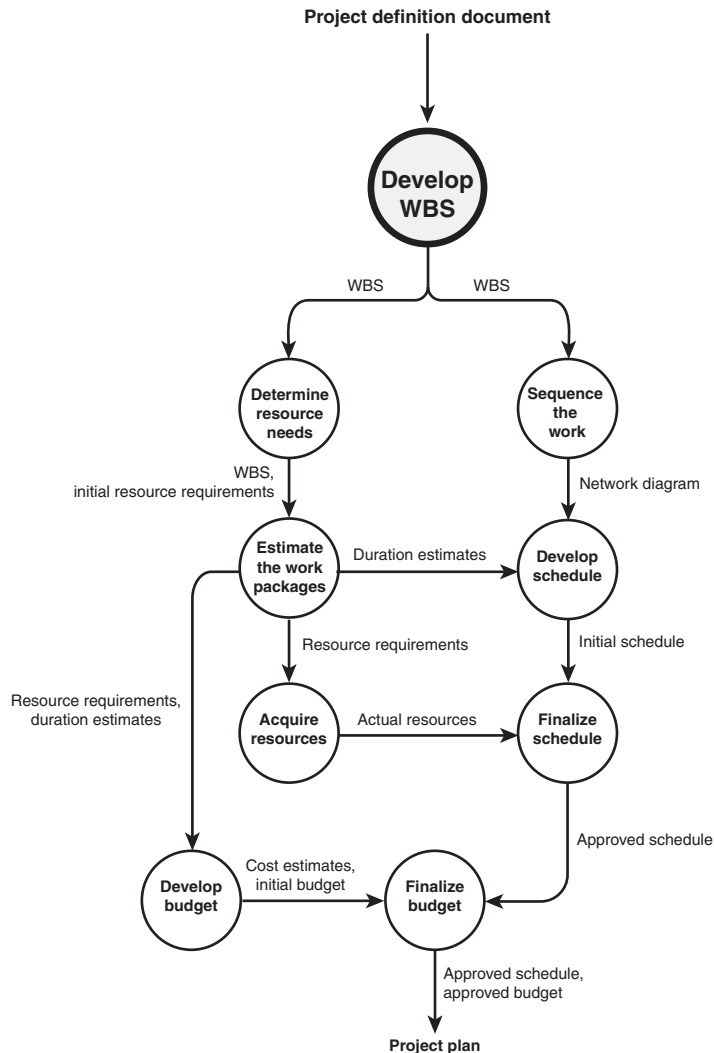 Project definition document
Develop
WBS
WBS
WBS
Determine
resource
needs
Sequence
the
work
WBS,
initial resource requirements
Network diagram
Estimate
the work
packages
Duration estimates
Develop
schedule
Resource requirements
Initial schedule
Resource requirements,
duration estimates
Acquire
resources
Actual resources
Finalize
schedule
Approved schedule
Develop
budget
Cost estimates,
initial budget
Finalize
budget
Approved schedule,
approved budget
Project plan